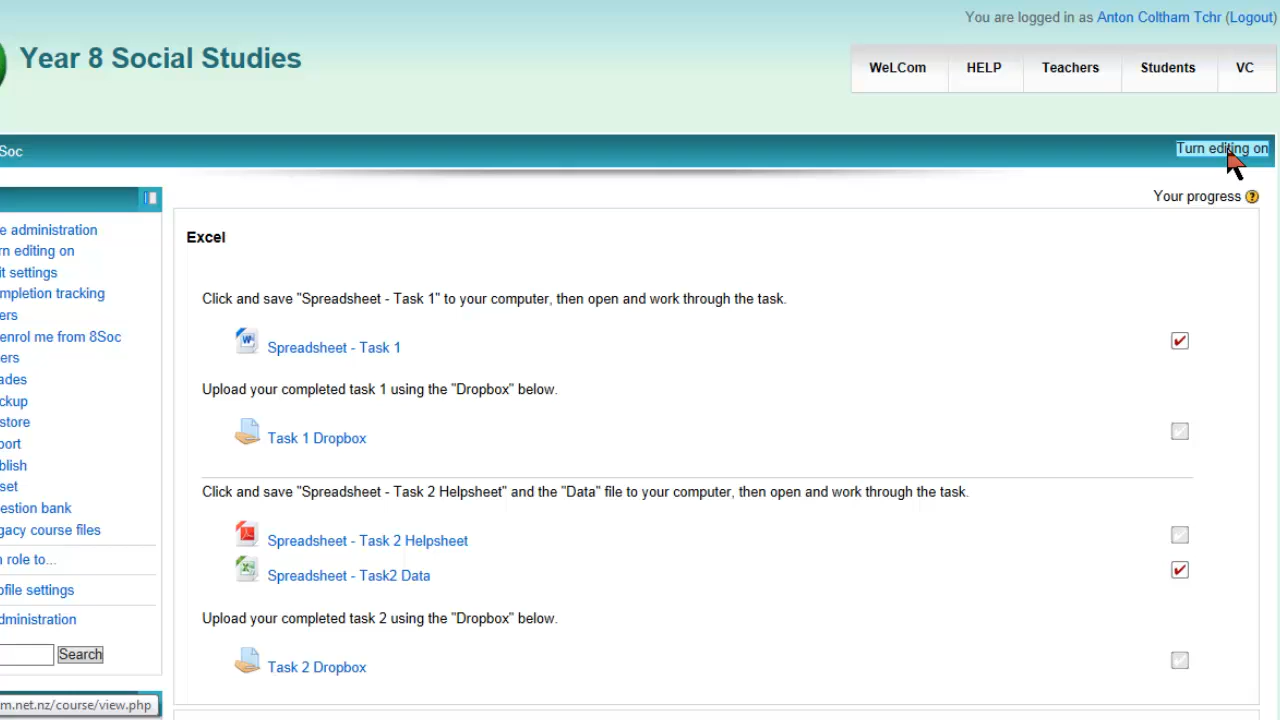 You are logged in as Anton Coltham Tchr (Logout)
Year 8 Social Studies
WeLCom HELP Teachers Students VC
Soc
Turn editing on
Your progress
e administration
rn editing on
it settings
mpletion tracking
ers
enrol me from 8Soc
ers
ades
ckup
store
port
blish
set
estion bank
gacy course files
role to...
ofile settings
dministration
Search
m.net.nz/course/view.php
Excel
Click and save "Spreadsheet - Task 1" to your computer, then open and work through the task.
Spreadsheet - Task 1
Upload your completed task 1 using the "Dropbox" below.
Task 1 Dropbox
Click and save "Spreadsheet - Task 2 Helpsheet" and the "Data" file to your computer, then open and work through the task.
Spreadsheet - Task 2 Helpsheet
Spreadsheet - Task2 Data
Upload your completed task 2 using the "Dropbox" below.
Task 2 Dropbox